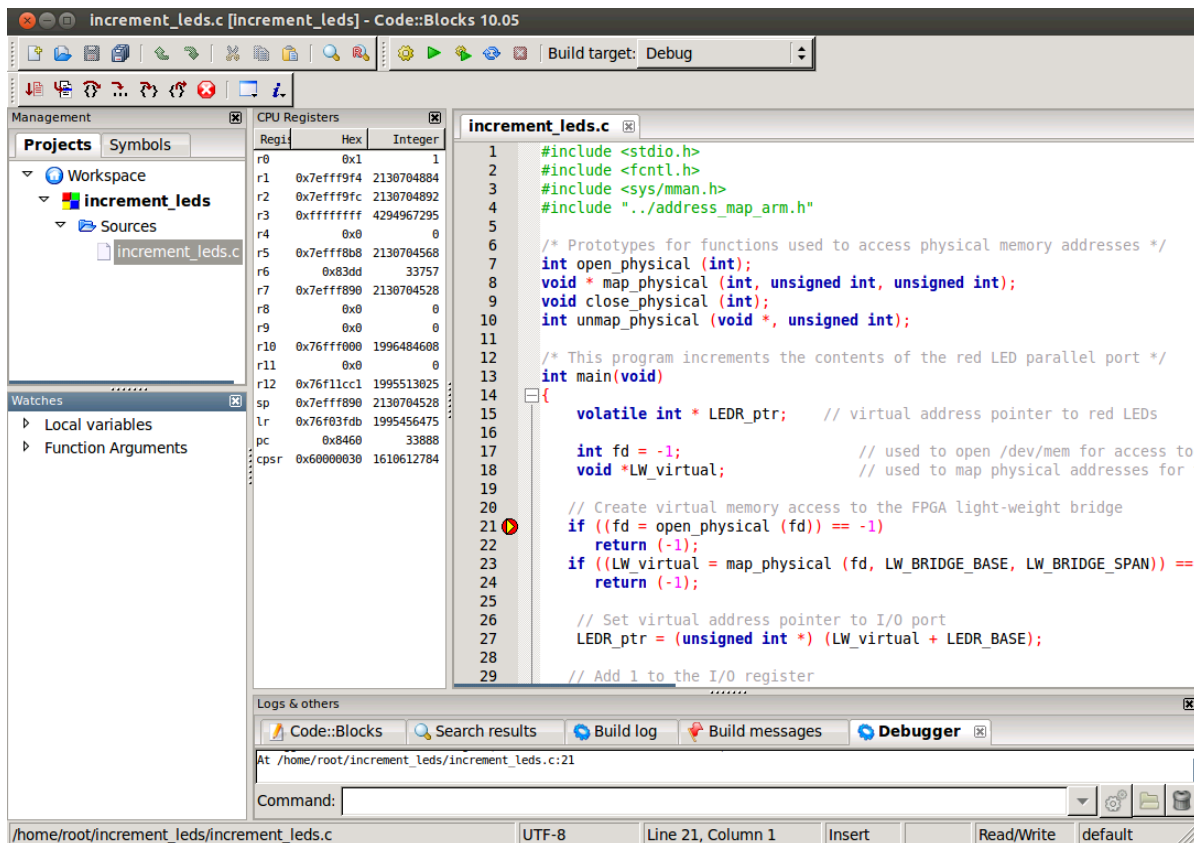 increment_leds.c [increment_leds] - Code::Blocks 10.05
Build target: Debug
Management
Projects Symbols
Workspace
increment_leds
Sources
increment_leds.c
Watches
Local variables
Function Arguments
CPU Registers
Regis Hex Integer
r0 0x1 1
r1 0x7efff9f4 2130704884
r2 0x7efff9fc 2130704892
r3 0xffffffff 4294967295
r4 0x0 0
r5 0x7efff8b8 2130704568
r6 0x83dd 33757
r7 0x7efff890 2130704528
r8 0x0 0
r9 0x0 0
r10 0x76fff000 1996484608
r11 0x0 0
r12 0x76f11cc1 1995513025
sp 0x7efff890 2130704528
lr 0x76f03fdb 1995456475
pc 0x8460 33888
cpsr 0x60000030 1610612784
increment_leds.c
1 #include <stdio.h>
2 #include <fcntl.h>
3 #include <sys/mman.h>
4 #include "../address_map_arm.h"
5
6 /* Prototypes for functions used to access physical memory addresses */
7 int open_physical (int);
8 void * map_physical (int, unsigned int, unsigned int);
9 void close_physical (int);
10 int unmap_physical (void *, unsigned int);
11
12 /* This program increments the contents of the red LED parallel port */
13 int main(void)
14 {
15 volatile int * LEDR_ptr; // virtual address pointer to red LEDs
16
17 int fd = -1; // used to open /dev/mem for access to
18 void *LW_virtual; // used to map physical addresses for
19
20 // Create virtual memory access to the FPGA light-weight bridge
21 if ((fd = open_physical (fd)) == -1)
22 return (-1);
23 if ((LW_virtual = map_physical (fd, LW_BRIDGE_BASE, LW_BRIDGE_SPAN)) ==
24 return (-1);
25
26 // Set virtual address pointer to I/O port
27 LEDR_ptr = (unsigned int *) (LW_virtual + LEDR_BASE);
28
29 // Add 1 to the I/O register
Logs & others
Code::Blocks Search results Build log Build messages Debugger
At /home/root/increment_leds/increment_leds.c:21
Command:
/home/root/increment_leds/increment_leds.c UTF-8 Line 21, Column 1 Insert Read/Write default